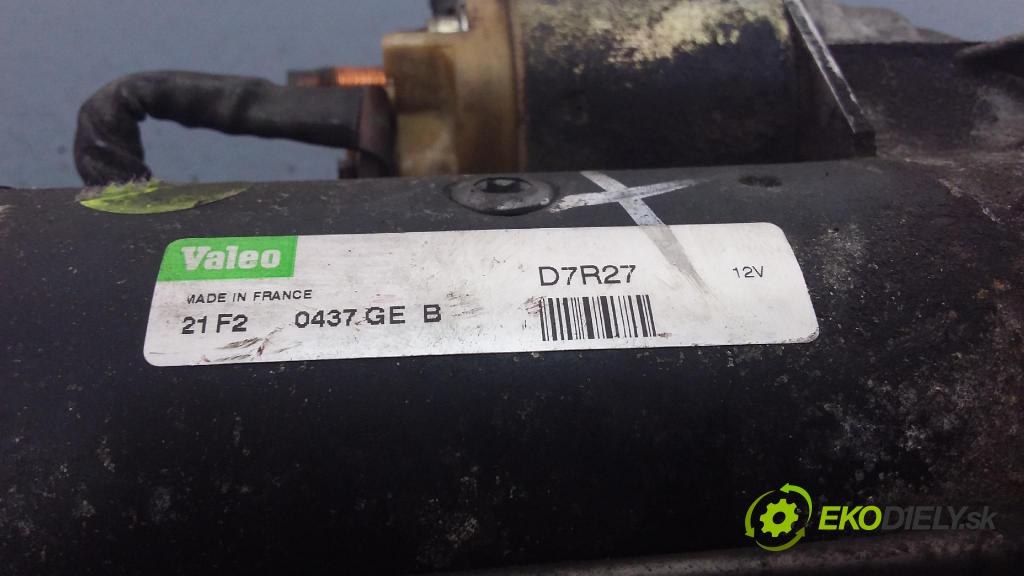 Valeo
MADE IN FRANCE
21 F2 0437 GE B
D7R27
12V
EKODIELY.sk